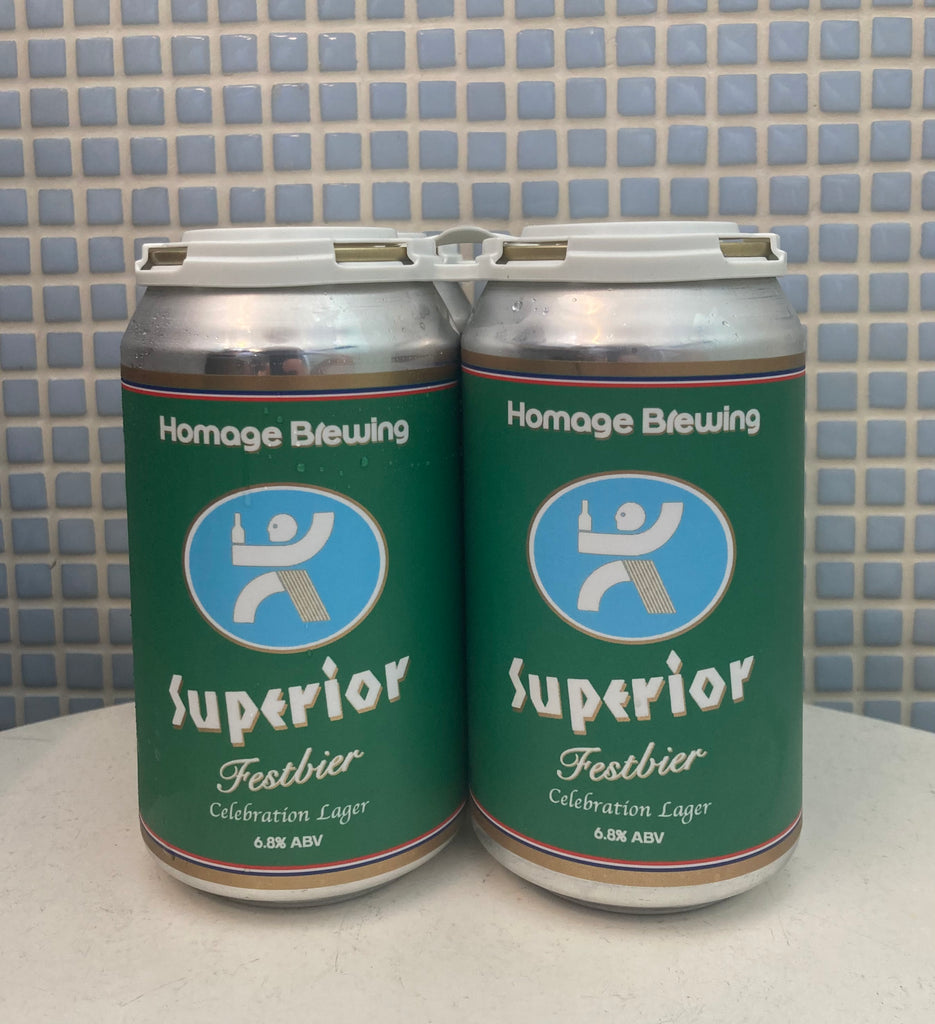 Homage Brewing
Superior
Festbier
Celebration Lager
6.8% ABV
Homage Brewing
Superior
Festbier
Celebration Lager
6.8% ABV